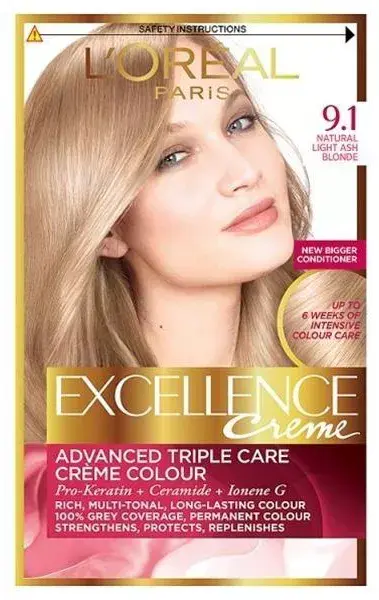 SAFETY INSTRUCTIONS
L'ORÉAL
PARIS
9.1
NATURAL
LIGHT ASH
BLONDE
NEW BIGGER
CONDITIONER
UP TO
6 WEEKS OF
INTENSIVE
COLOUR CARE
EXCELLENCE
Creme
ADVANCED TRIPLE CARE
CRÈME COLOUR
Pro-Keratin + Ceramide + Ionene G
RICH, MULTI-TONAL, LONG-LASTING COLOUR
100% GREY COVERAGE, PERMANENT COLOUR
STRENGTHENS, PROTECTS, REPLENISHES